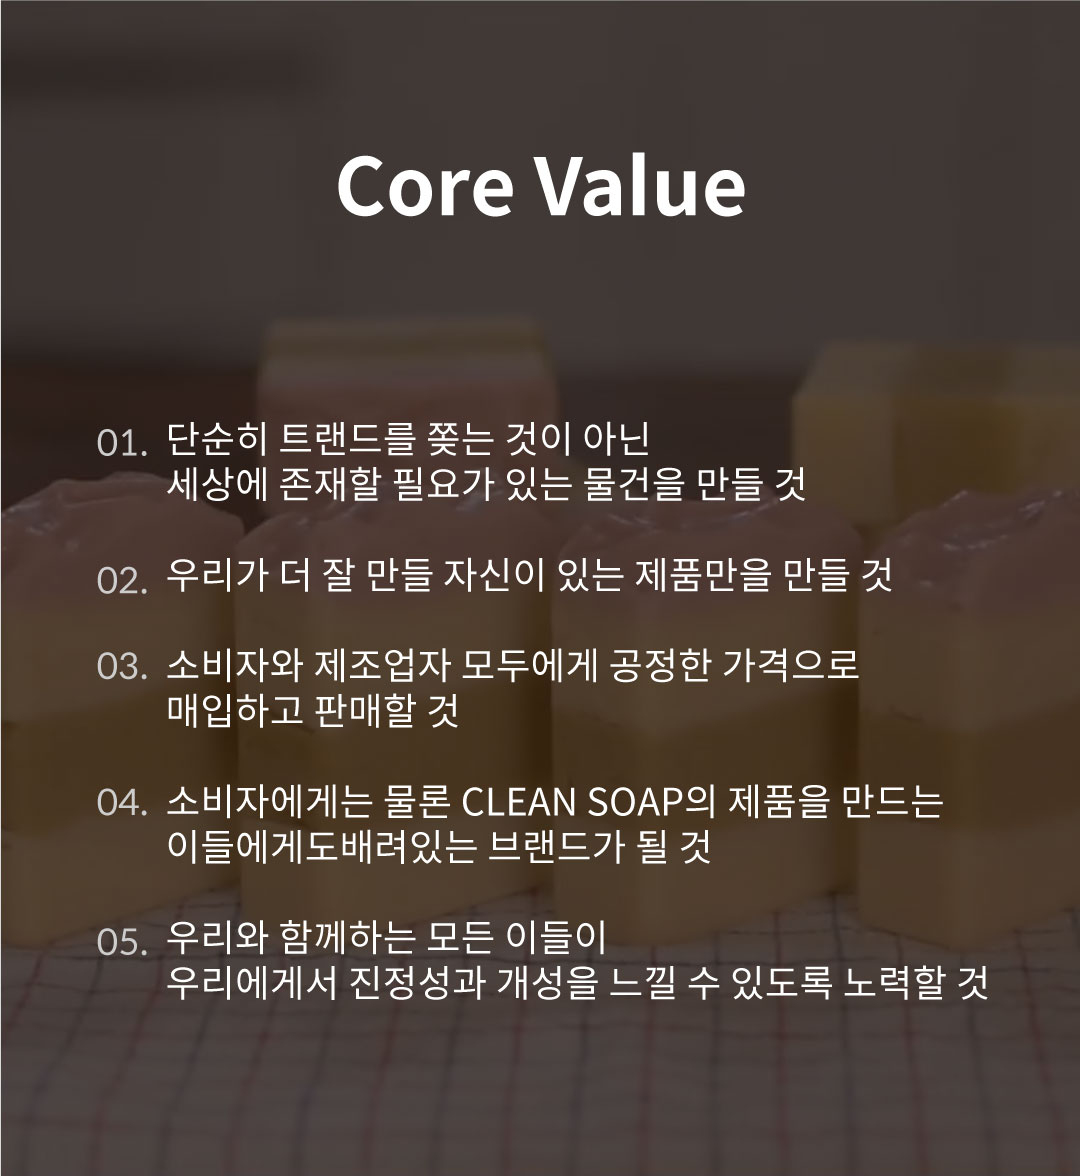 Core Value
01. 단순히 트랜드를 쫓는 것이 아닌
세상에 존재할 필요가 있는 물건을 만들 것
02. 우리가 더 잘 만들 자신이 있는 제품만을 만들 것
03. 소비자와 제조업자 모두에게 공정한 가격으로
매입하고 판매할 것
04. 소비자에게는 물론 CLEAN SOAP의 제품을 만드는
이들에게도배려있는 브랜드가 될 것
05. 우리와 함께하는 모든 이들이
우리에게서 진정성과 개성을 느낄 수 있도록 노력할 것